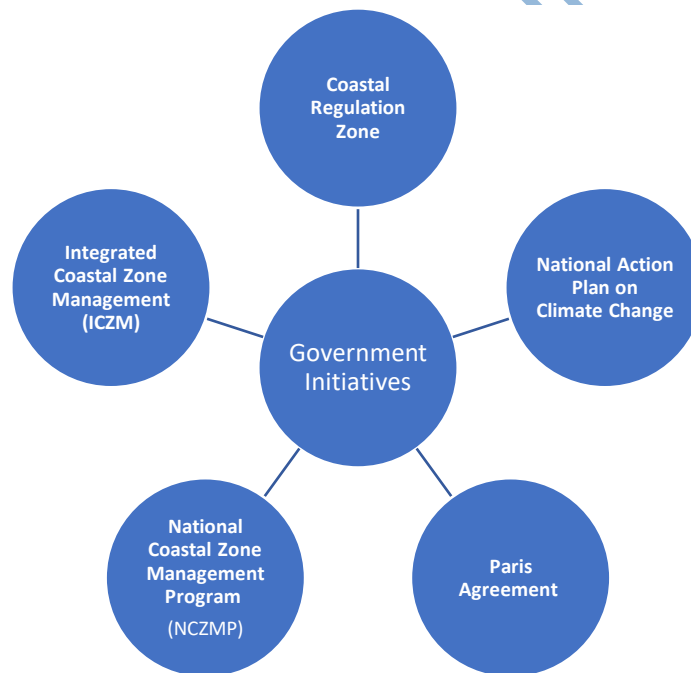 Coastal
Regulation
Zone
Integrated
Coastal Zone
Management
(ICZM)
National Action
Plan on
Climate Change
Government
Initiatives
National
Coastal Zone
Management
Program
(NCZMP)
Paris
Agreement